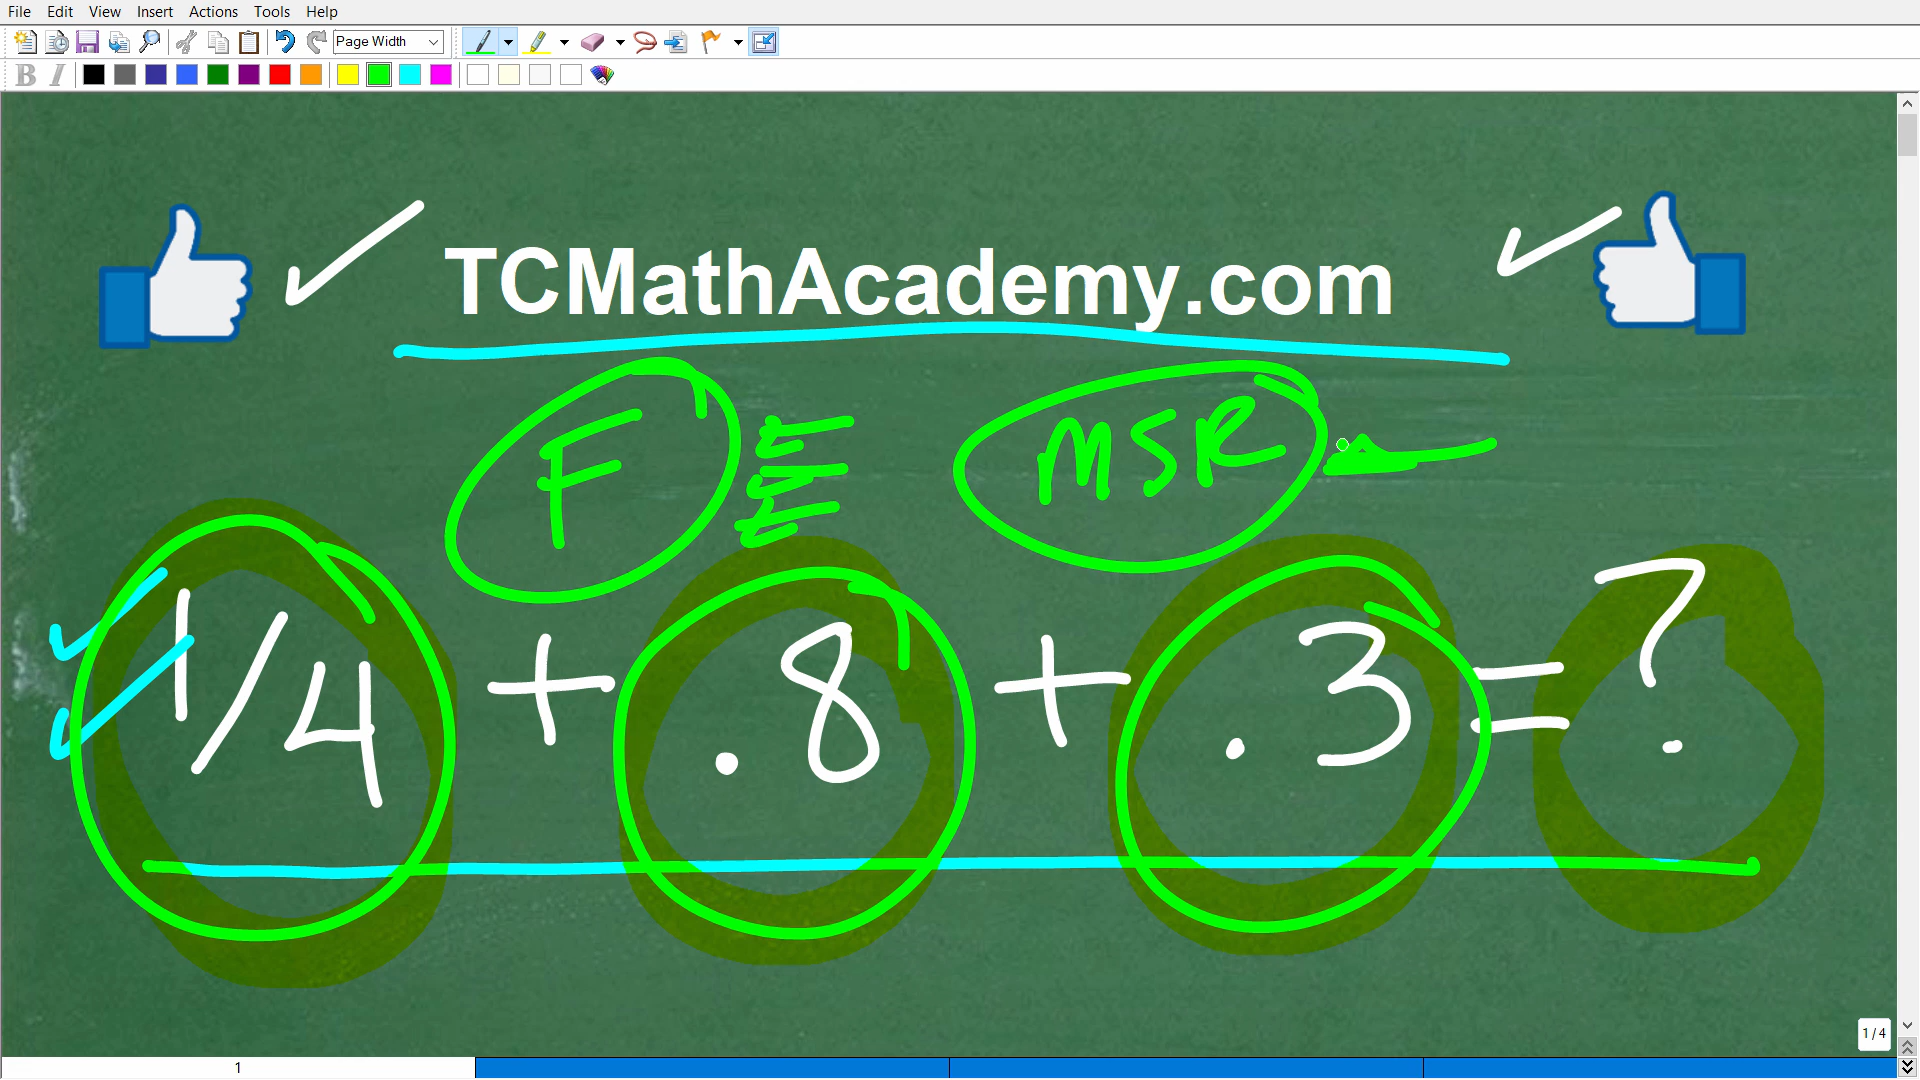 File Edit View Insert Actions Tools Help
Page Width
B I
TCMathAcademy.com
F MSR
1/4 + .8 + .3 = ?
1 / 4
1